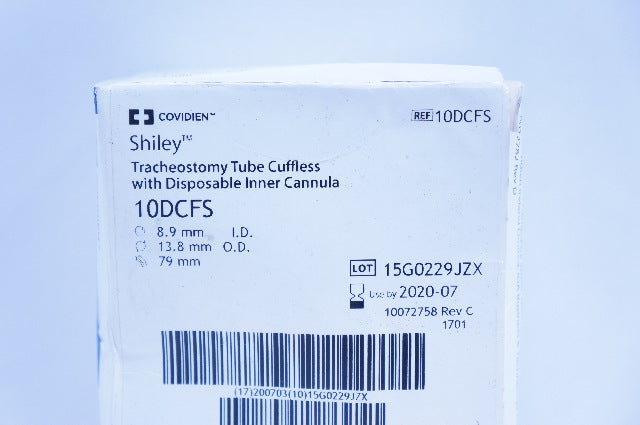 COVIDIEN™
REF 10DCFS
Shiley™
Tracheostomy Tube Cuffless
with Disposable Inner Cannula
10DCFS
8.9 mm I.D.
13.8 mm O.D.
79 mm
LOT 15G0229JZX
Use by 2020-07
10072758 Rev C
1701
(17)200703(10)15G0229JZX